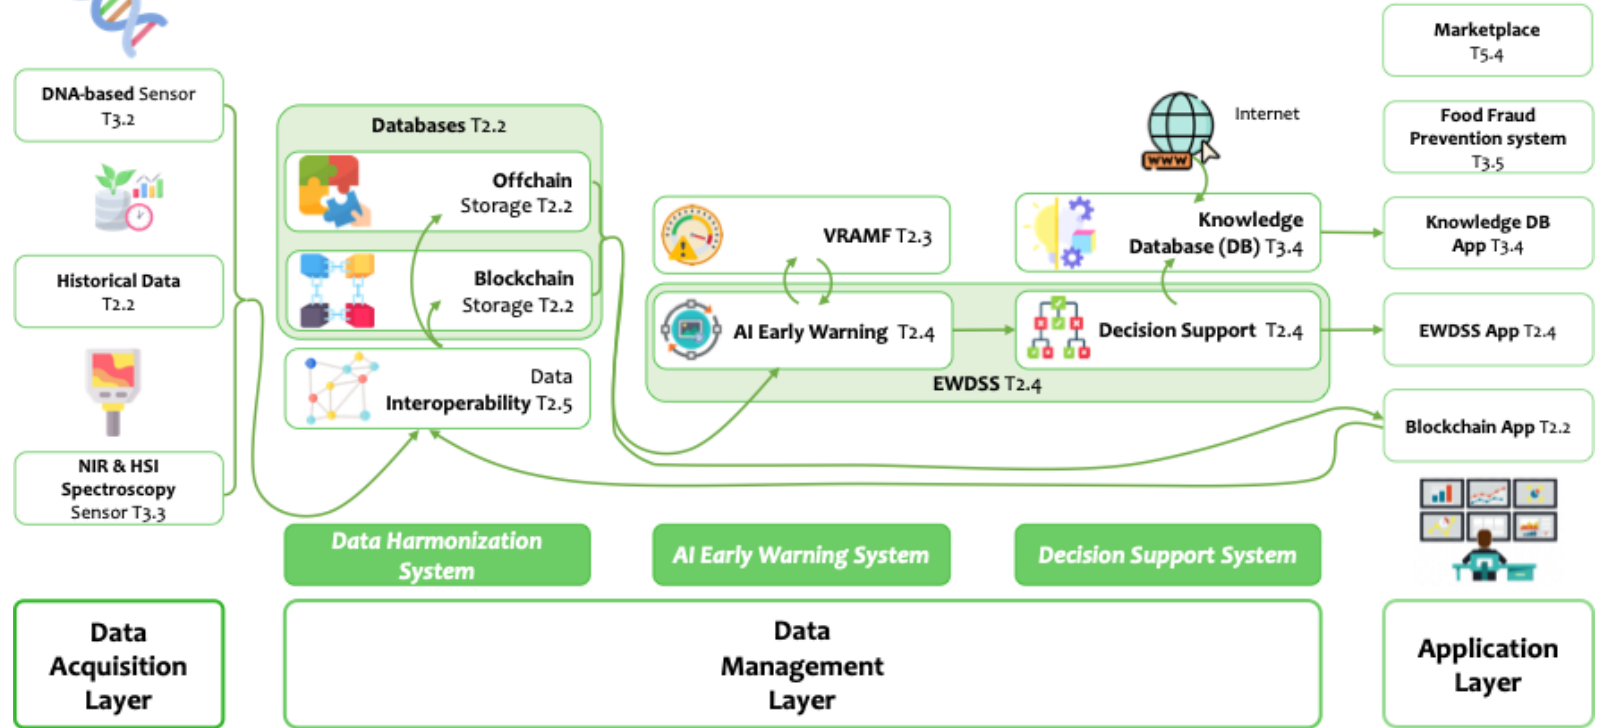 DNA-based Sensor
T3.2
Historical Data
T2.2
NIR & HSI
Spectroscopy
Sensor T3.3
Databases T2.2
Offchain
Storage T2.2
Blockchain
Storage T2.2
Data
Interoperability T2.5
VRAMF T2.3
AI Early Warning T2.4
EWDSS T2.4
Internet
WWW
Knowledge
Database (DB) T3.4
Decision Support T2.4
Marketplace
T5.4
Food Fraud
Prevention system
T3.5
Knowledge DB
App T3.4
EWDSS App T2.4
Blockchain App T2.2
Data Harmonization
System
AI Early Warning System
Decision Support System
Data
Acquisition
Layer
Data
Management
Layer
Application
Layer